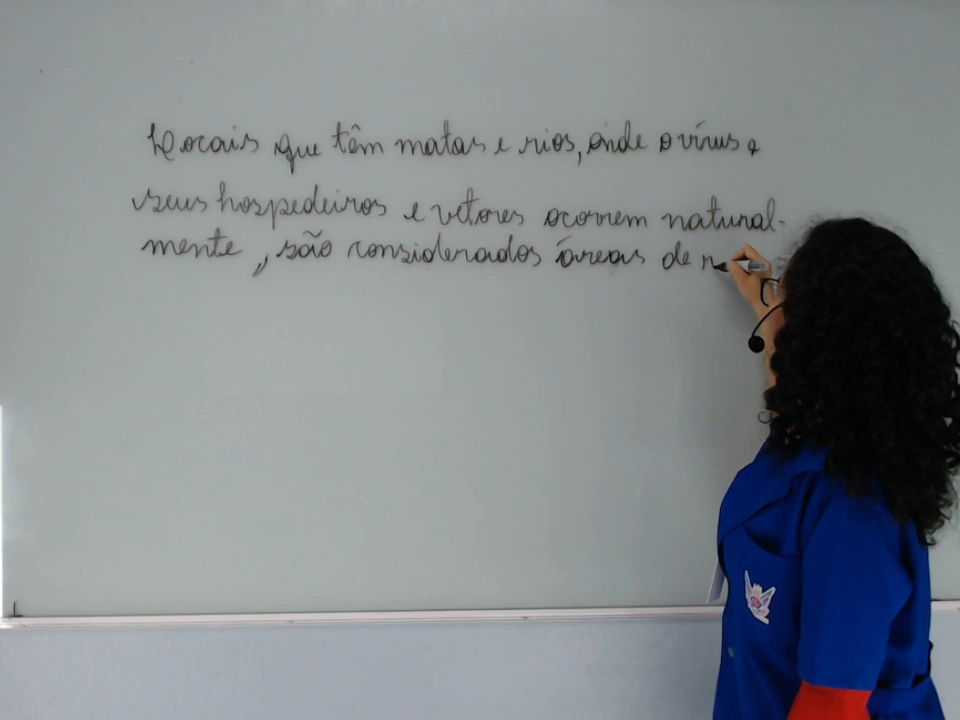 Locais que têm matas e rios, onde o vírus e
seus hospedeiros e vetores ocorrem natural-
mente, são considerados áreas de